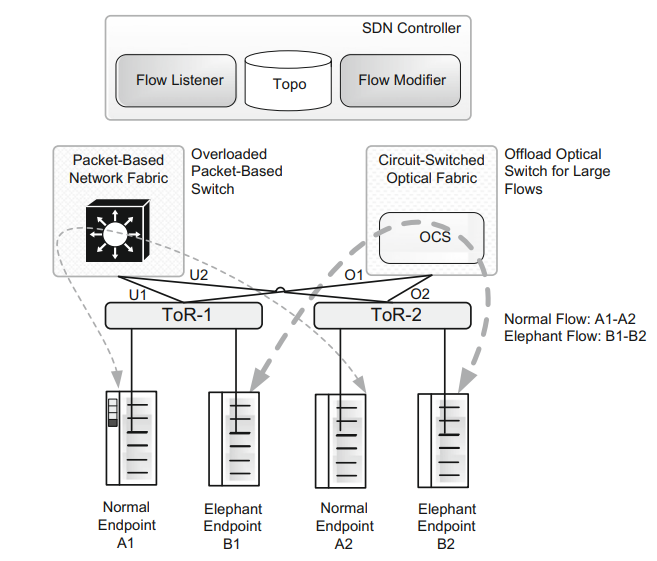 SDN Controller
Flow Listener
Topo
Flow Modifier
Packet-Based
Network Fabric
Overloaded
Packet-Based
Switch
Circuit-Switched
Optical Fabric
OCS
Offload Optical
Switch for Large
Flows
U2
O1
U1
O2
ToR-1
ToR-2
Normal Flow: A1-A2
Elephant Flow: B1-B2
Normal
Endpoint
A1
Elephant
Endpoint
B1
Normal
Endpoint
A2
Elephant
Endpoint
B2